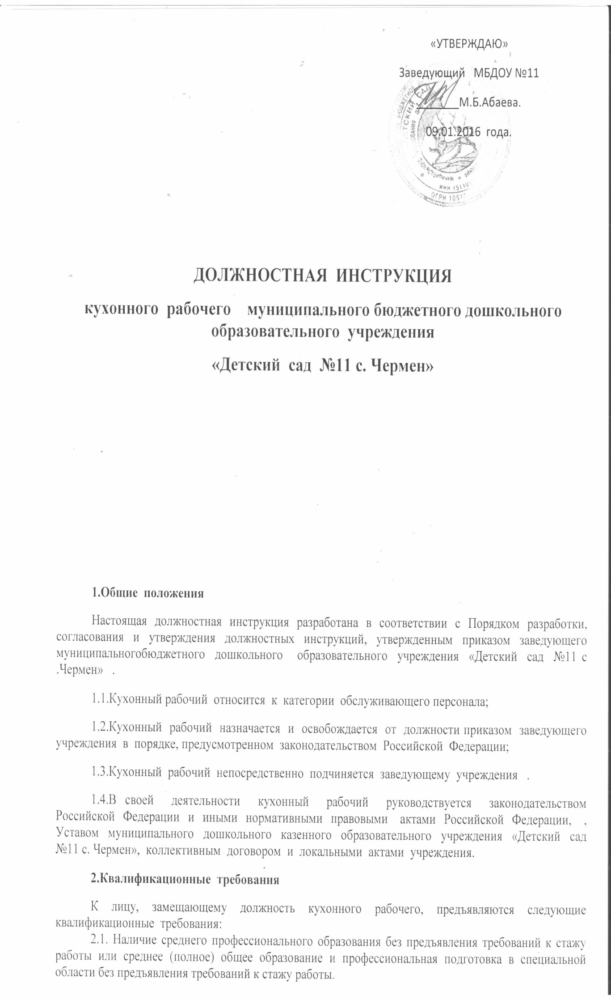 «УТВЕРЖДАЮ»
Заведующий МБДОУ №11
М.Б.Абаева.
09.01.2016 года.
БЮДЖЕТНОЕ
САД
ИНН 151101
ОГРН 1051
ДОЛЖНОСТНАЯ ИНСТРУКЦИЯ
кухонного рабочего муниципального бюджетного дошкольного
образовательного учреждения
«Детский сад №11 с. Чермен»
1.Общие положения
Настоящая должностная инструкция разработана в соответствии с Порядком разработки,
согласования и утверждения должностных инструкций, утвержденным приказом заведующего
муниципальногобюджетного дошкольного образовательного учреждения «Детский сад №11 с
.Чермен» .
1.1.Кухонный рабочий относится к категории обслуживающего персонала;
1.2.Кухонный рабочий назначается и освобождается от должности приказом заведующего
учреждения в порядке, предусмотренном законодательством Российской Федерации;
1.3.Кухонный рабочий непосредственно подчиняется заведующему учреждения .
1.4.В своей деятельности кухонный рабочий руководствуется законодательством
Российской Федерации и иными нормативными правовыми актами Российской Федерации, ,
Уставом муниципального дошкольного казенного образовательного учреждения «Детский сад
№11 с. Чермен», коллективным договором и локальными актами учреждения.
2.Квалификационные требования
К лицу, замещающему должность кухонного рабочего, предъявляются следующие
квалификационные требования:
2.1. Наличие среднего профессионального образования без предъявления требований к стажу
работы или среднее (полное) общее образование и профессиональная подготовка в специальной
области без предъявления требований к стажу работы.